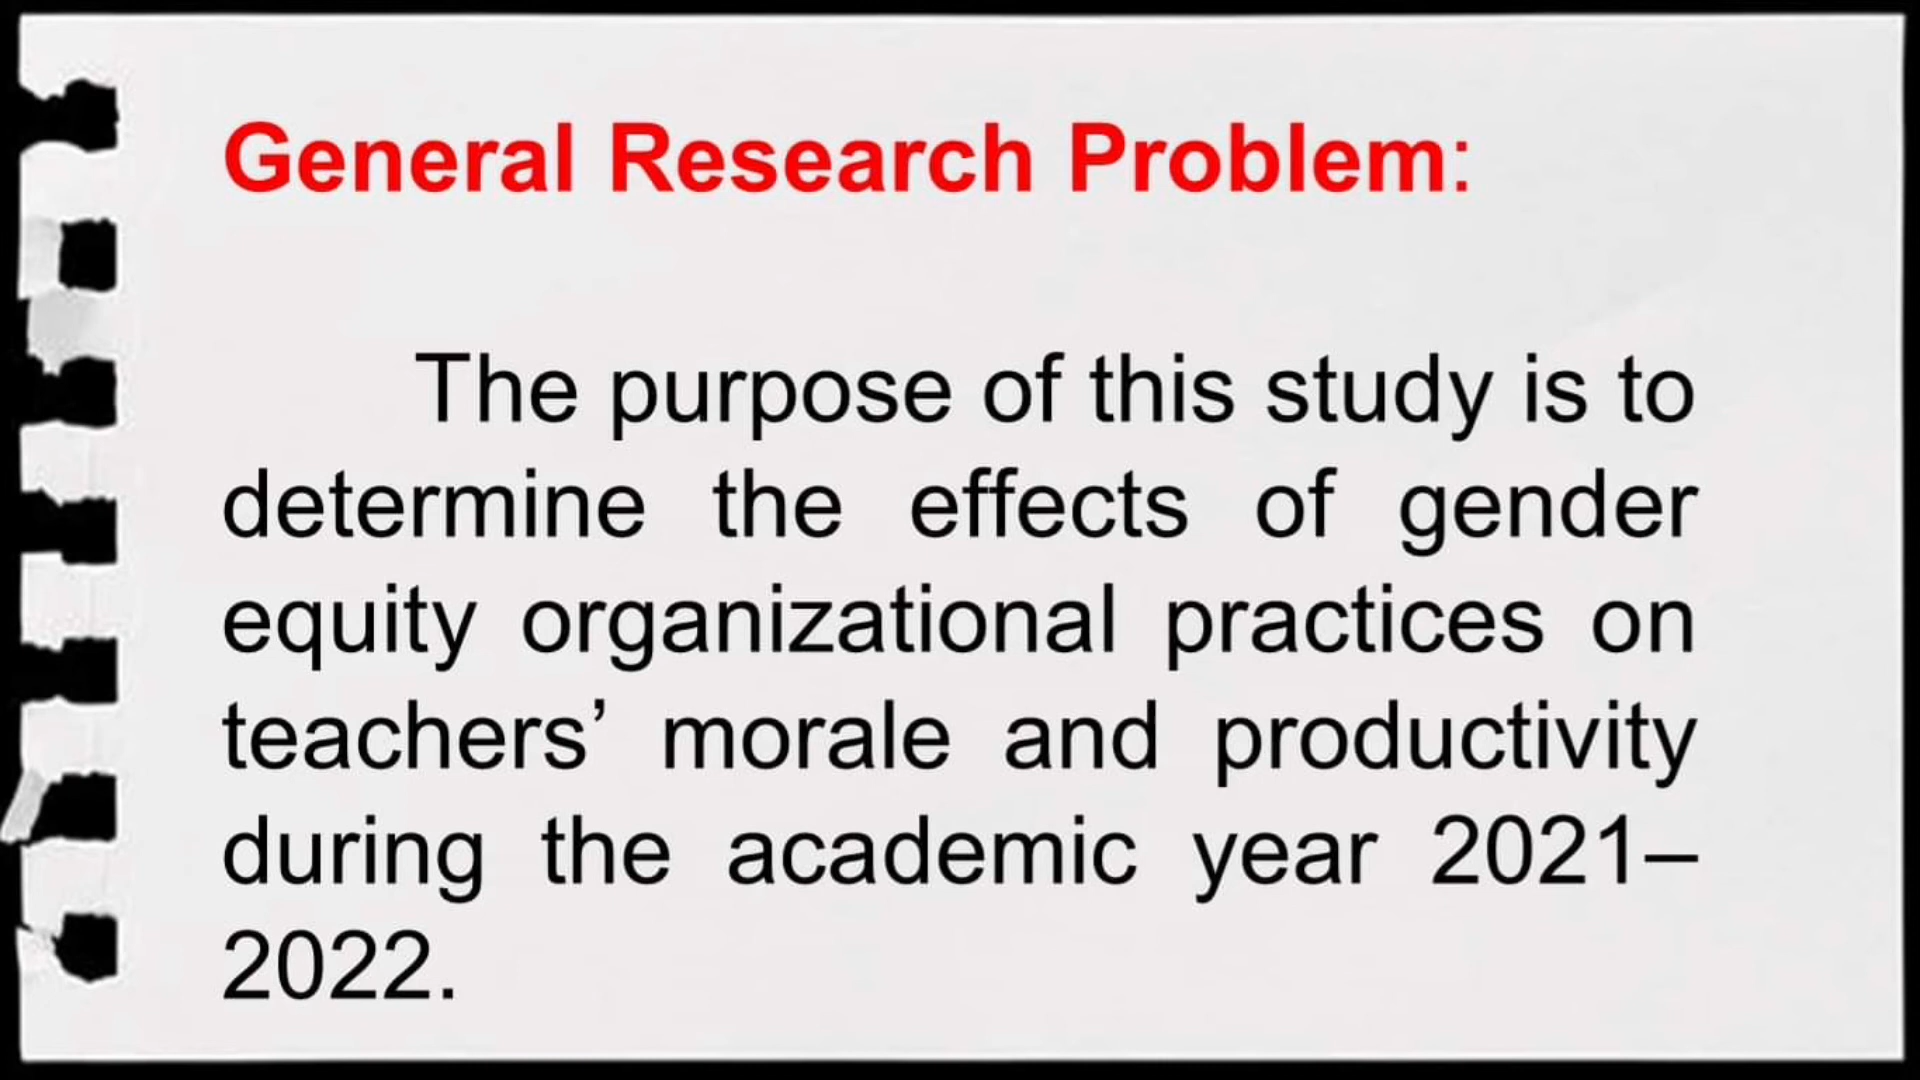 General Research Problem:
The purpose of this study is to
determine the effects of gender
equity organizational practices on
teachers’ morale and productivity
during the academic year 2021–
2022.